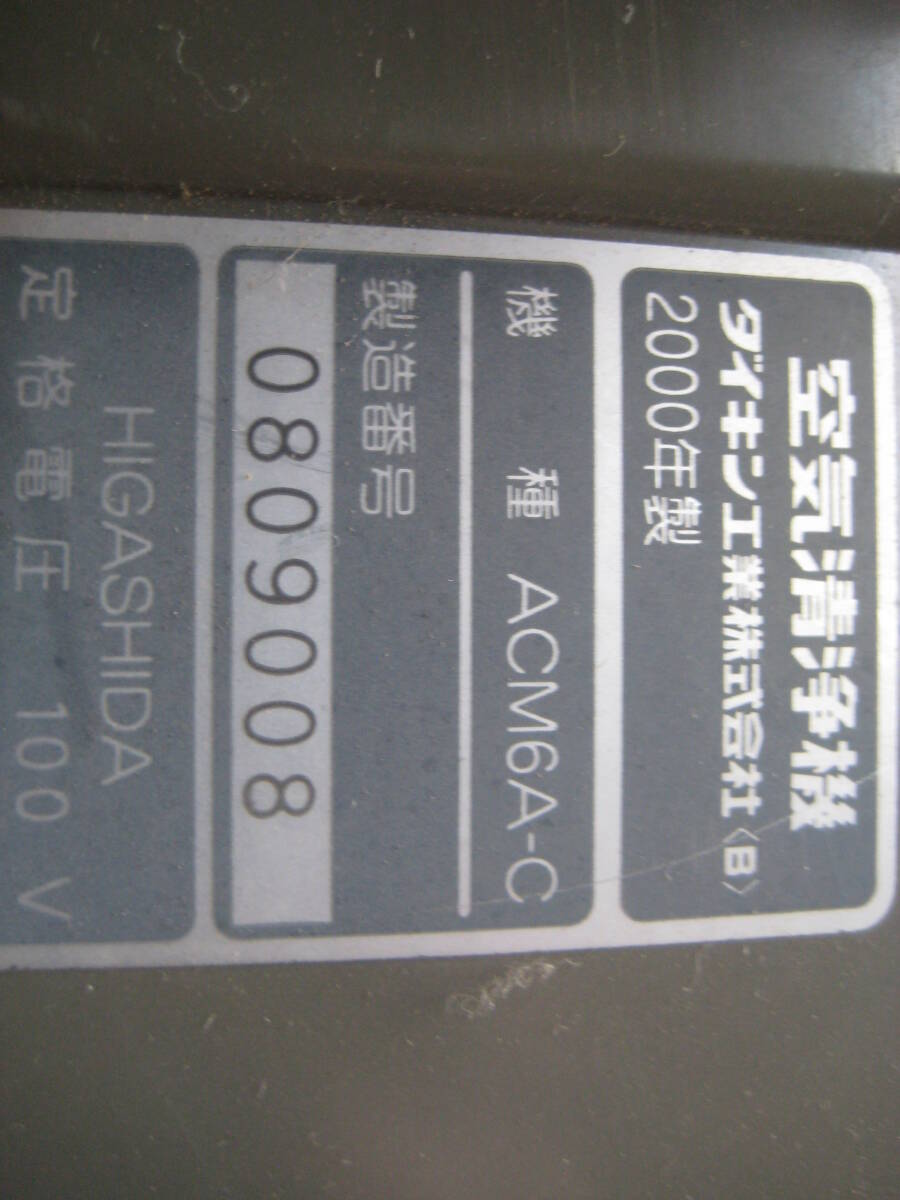 空気清浄機
ダイキン工業株式会社〈B〉
2000年製
機種 ACM6A-C
製造番号
0809008
HIGASHIDA
定格電圧 100 V